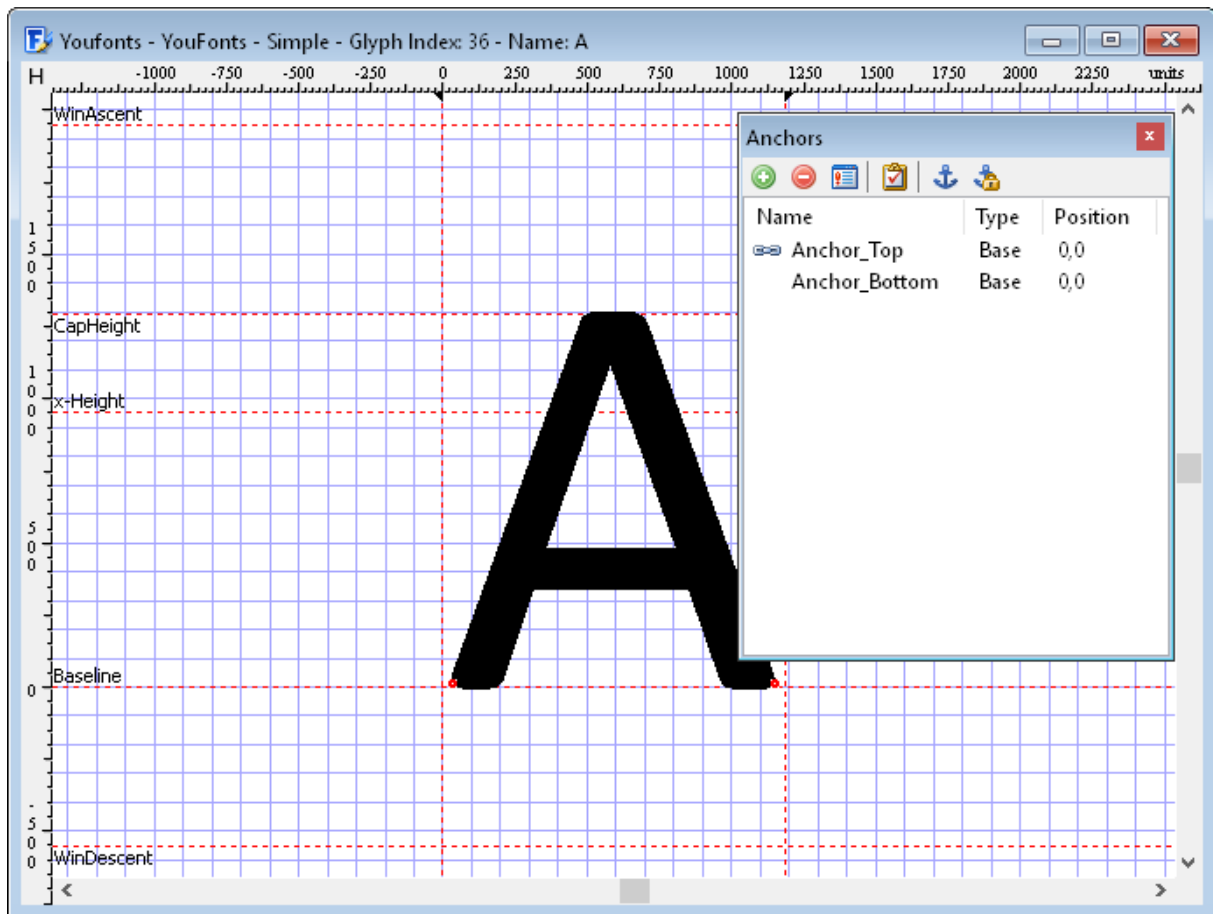 Youfonts - YouFonts - Simple - Glyph Index: 36 - Name: A
H -1000 -750 -500 -250 0 250 500 750 1000 1250 1500 1750 2000 2250 units
WinAscent
Anchors
Name Type Position
Anchor_Top Base 0,0
Anchor_Bottom Base 0,0
1500
CapHeight
1000
x-Height
500
A
Baseline
0
-500
WinDescent